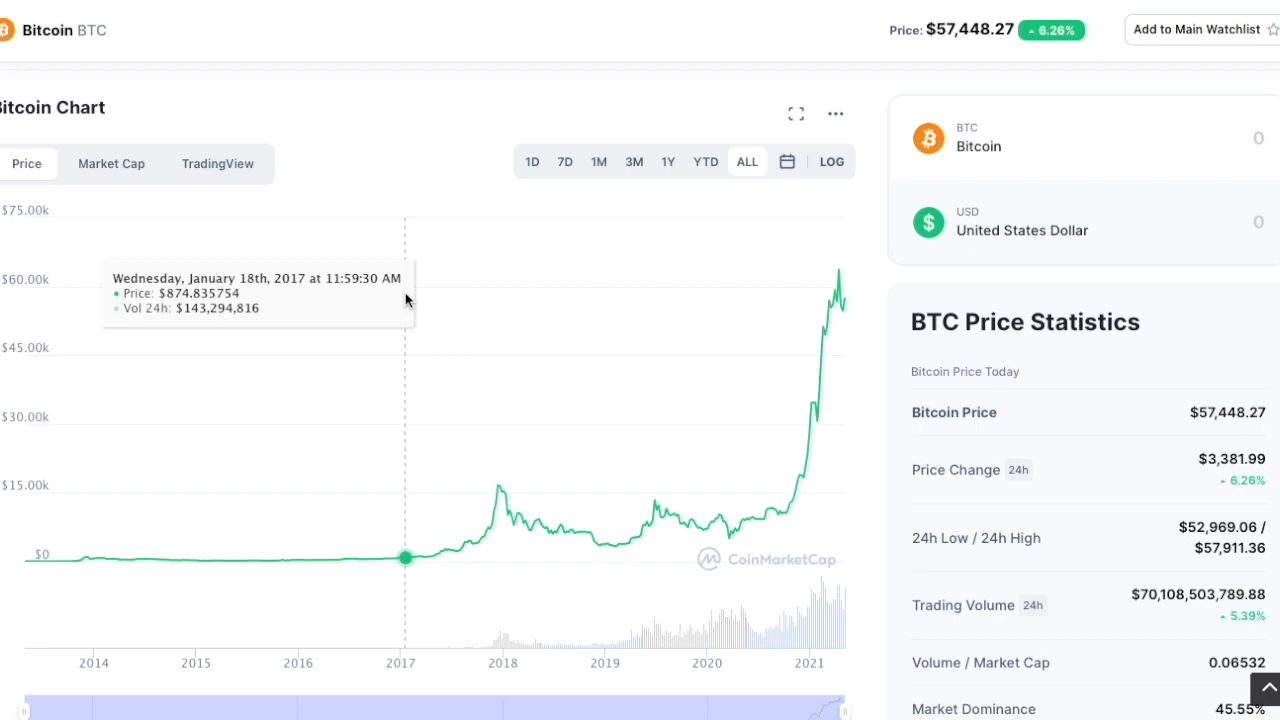 Bitcoin BTC
Price: $57,448.27 6.26%
Add to Main Watchlist
Bitcoin Chart
Price Market Cap TradingView
1D 7D 1M 3M 1Y YTD ALL LOG
$75.00k
$60.00k
$45.00k
$30.00k
$15.00k
$0
Wednesday, January 18th, 2017 at 11:59:30 AM
Price: $874.835754
Vol 24h: $143,294,816
CoinMarketCap
2014 2015 2016 2017 2018 2019 2020 2021
BTC
Bitcoin
0
USD
United States Dollar
0
BTC Price Statistics
Bitcoin Price Today
Bitcoin Price $57,448.27
Price Change 24h $3,381.99
6.26%
24h Low / 24h High $52,969.06 /
$57,911.36
Trading Volume 24h $70,108,503,789.88
5.39%
Volume / Market Cap 0.06532
Market Dominance 45.55%